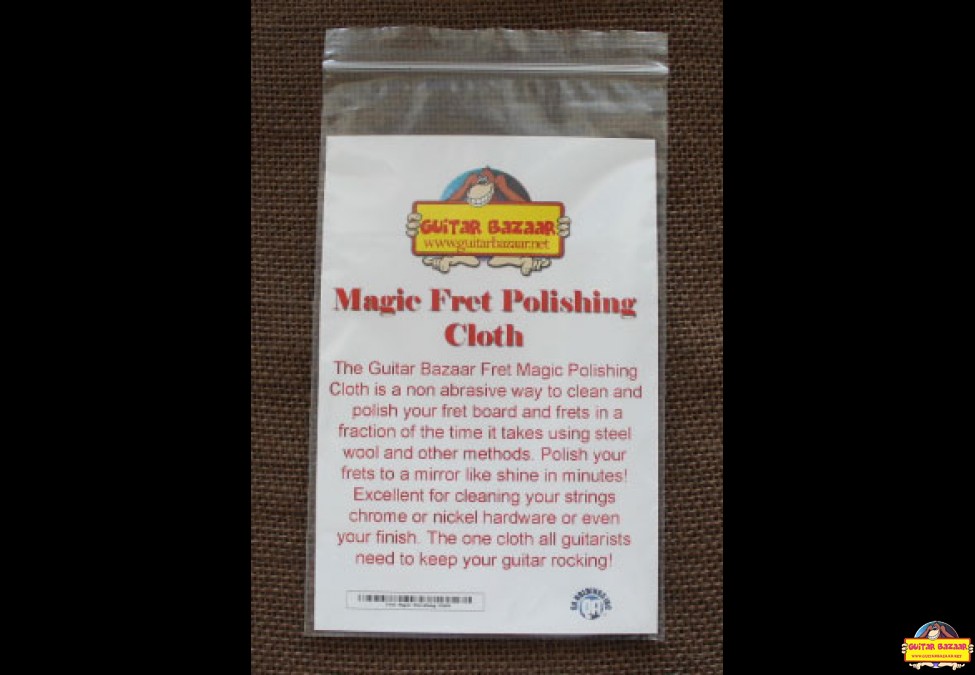 GUITAR BAZAAR
www.guitarbazaar.net
Magic Fret Polishing
Cloth
The Guitar Bazaar Fret Magic Polishing
Cloth is a non abrasive way to clean and
polish your fret board and frets in a
fraction of the time it takes using steel
wool and other methods. Polish your
frets to a mirror like shine in minutes!
Excellent for cleaning your strings
chrome or nickel hardware or even
your finish. The one cloth all guitarists
need to keep your guitar rocking!
GUITAR BAZAAR
www.guitarbazaar.net